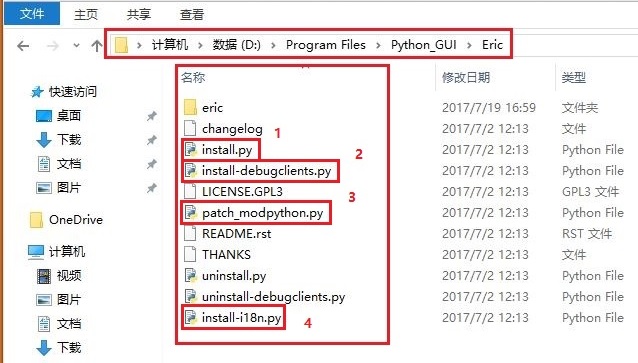 文件 主页 共享 查看
计算机 数据 (D:) Program Files Python_GUI Eric
名称 修改日期 类型
快速访问
桌面
下载
文档
图片
OneDrive
计算机
视频
图片
文档
下载
eric 2017/7/19 16:59 文件夹
changelog 1 2017/7/2 12:13 文件
install.py 2 2017/7/2 12:13 Python File
install-debugclients.py 2017/7/2 12:13 Python File
LICENSE.GPL3 3 2017/7/2 12:13 GPL3 文件
patch_modpython.py 2017/7/2 12:13 Python File
README.rst 2017/7/2 12:13 RST 文件
THANKS 2017/7/2 12:13 文件
uninstall.py 2017/7/2 12:13 Python File
uninstall-debugclients.py 2017/7/2 12:13 Python File
install-i18n.py 4 2017/7/2 12:13 Python File